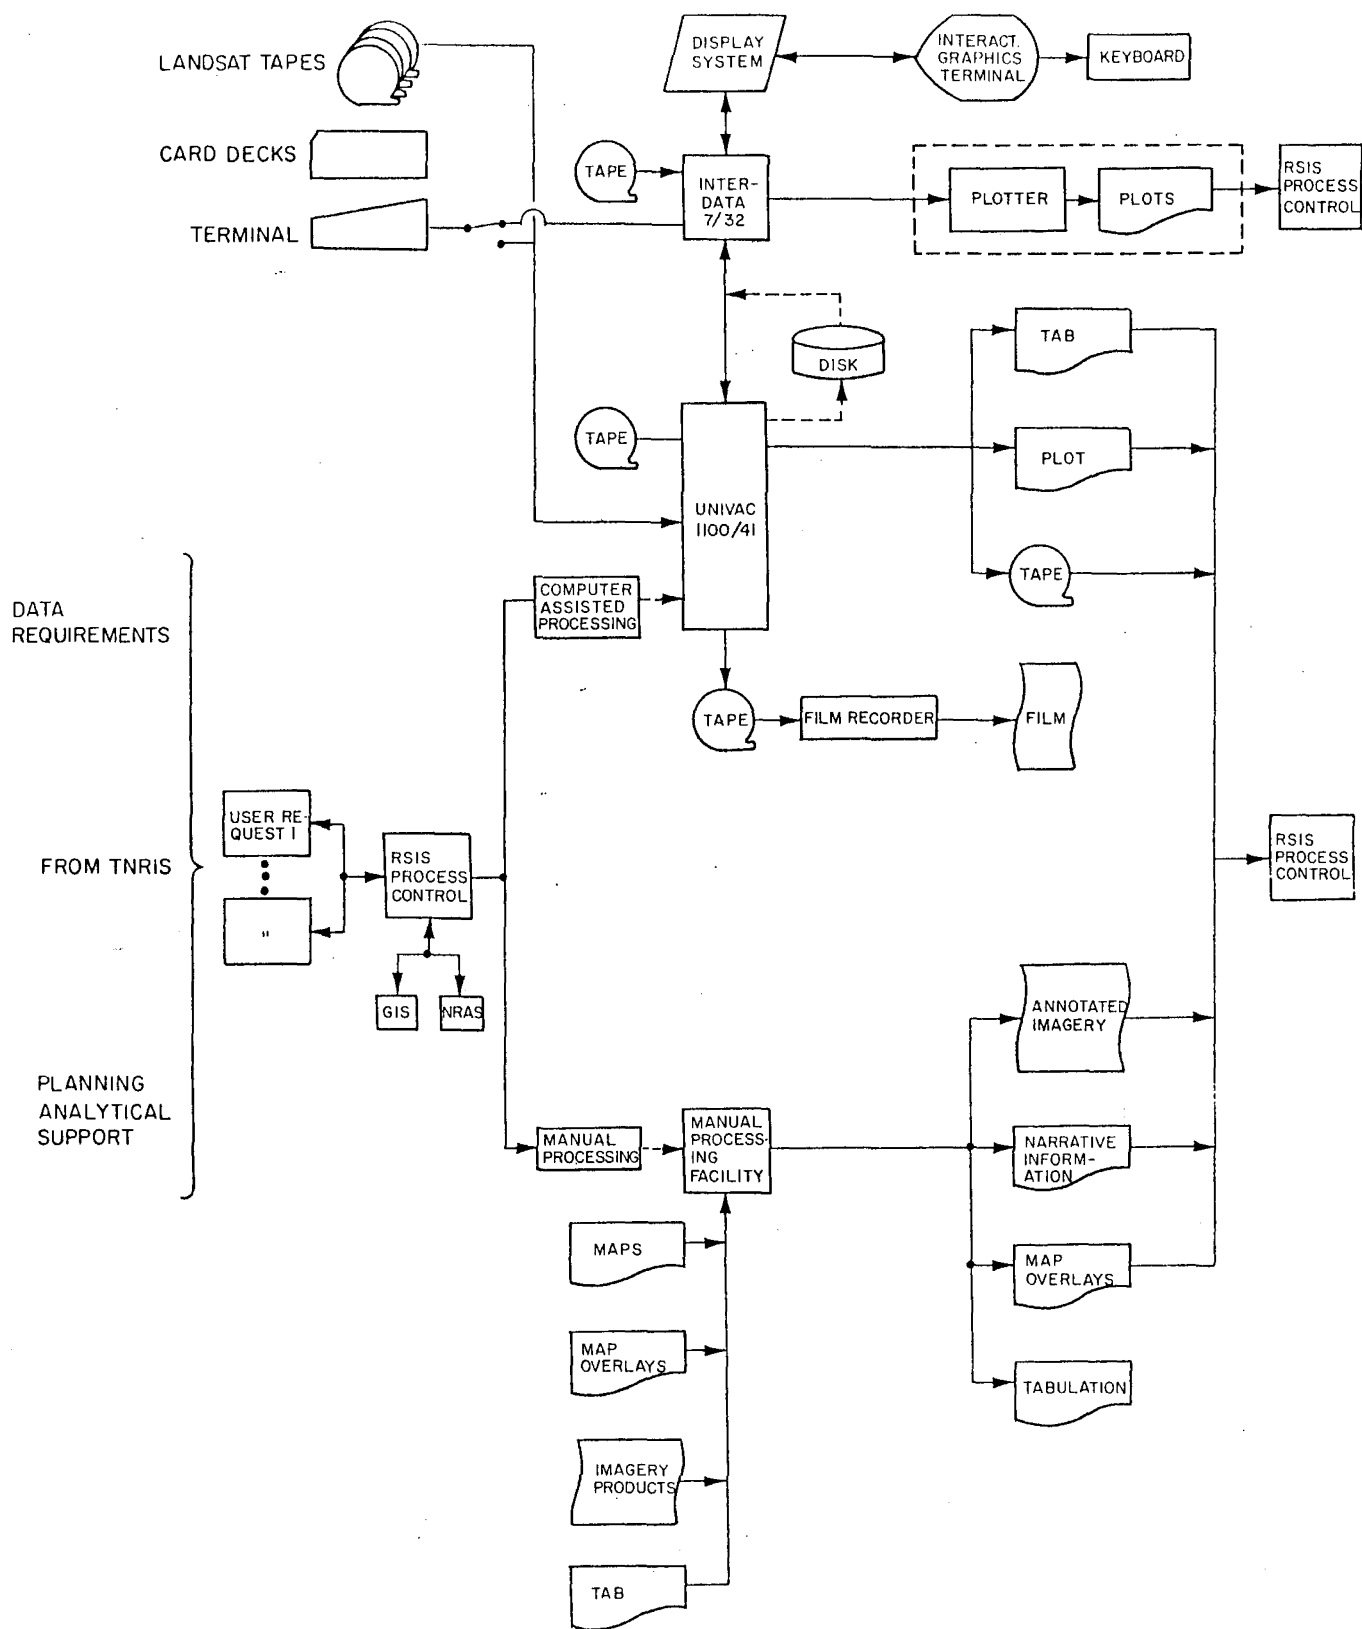 LANDSAT TAPES
CARD DECKS
TERMINAL
DISPLAY
SYSTEM
INTERACT.
GRAPHICS
TERMINAL
KEYBOARD
TAPE
INTER-
DATA
7/32
PLOTTER
PLOTS
RSIS
PROCESS
CONTROL
DISK
TAPE
UNIVAC
1100/41
TAB
PLOT
TAPE
COMPUTER
ASSISTED
PROCESSING
TAPE
FILM RECORDER
FILM
DATA
REQUIREMENTS
FROM TNRIS
PLANNING
ANALYTICAL
SUPPORT
USER RE-
QUEST I
"
RSIS
PROCESS
CONTROL
GIS
NRAS
RSIS
PROCESS
CONTROL
MANUAL
PROCESSING
MANUAL
PROCESS-
ING
FACILITY
ANNOTATED
IMAGERY
NARRATIVE
INFORM-
ATION
MAP
OVERLAYS
TABULATION
MAPS
MAP
OVERLAYS
IMAGERY
PRODUCTS
TAB